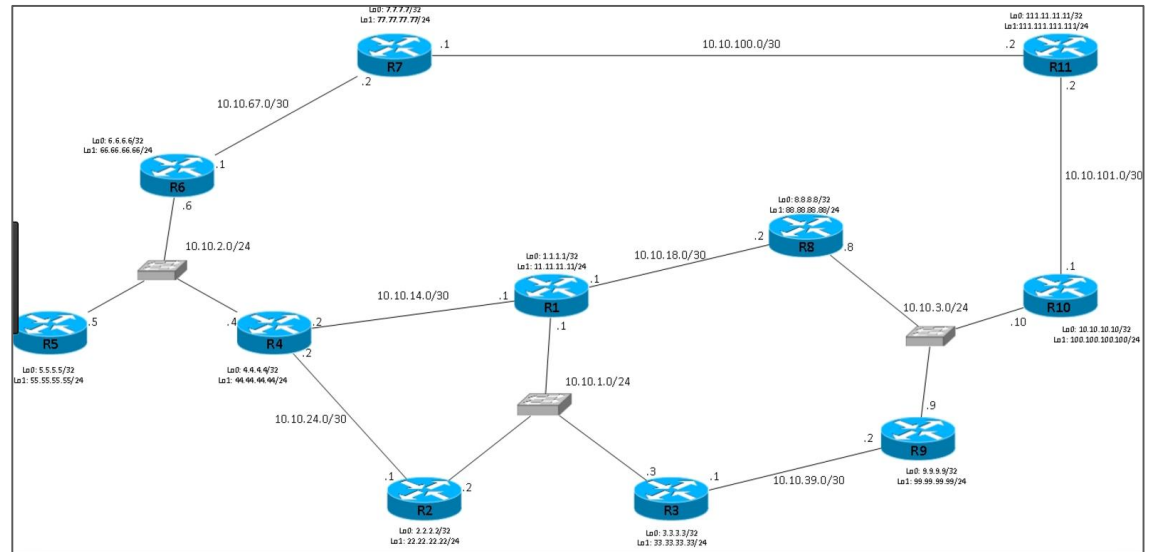 Lo0: 7.7.7.7/32
Lo1: 77.77.77.77/24
R7
.1
.2
10.10.100.0/30
Lo0: 111.11.11.11/32
Lo1:111.111.111.111/24
.2
R11
.2
10.10.67.0/30
Lo0: 6.6.6.6/32
Lo1: 66.66.66.66/24
.1
R6
.6
10.10.101.0/30
Lo0: 8.8.8.8/32
Lo1: 88.88.88.88/24
.2
R8
.8
10.10.2.0/24
10.10.18.0/30
Lo0: 1.1.1.1/32
Lo1: 11.11.11.11/24
.1
.1
R1
.1
10.10.14.0/30
.1
R10
.10
Lo0: 10.10.10.10/32
Lo1: 100.100.100.100/24
10.10.3.0/24
.5
R5
Lo0: 5.5.5.5/32
Lo1: 55.55.55.55/24
.4
.2
R4
.2
Lo0: 4.4.4.4/32
Lo1: 44.44.44.44/24
10.10.1.0/24
10.10.24.0/30
.9
.2
R9
Lo0: 9.9.9.9/32
Lo1: 99.99.99.99/24
.1
.2
R2
Lo0: 2.2.2.2/32
Lo1: 22.22.22.22/24
.3
.1
R3
10.10.39.0/30
Lo0: 3.3.3.3/32
Lo1: 33.33.33.33/24